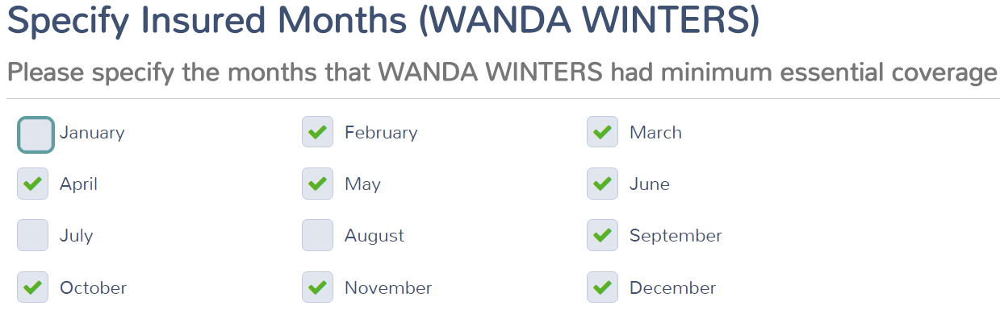 Specify Insured Months (WANDA WINTERS)
Please specify the months that WANDA WINTERS had minimum essential coverage
January February March
April May June
July August September
October November December